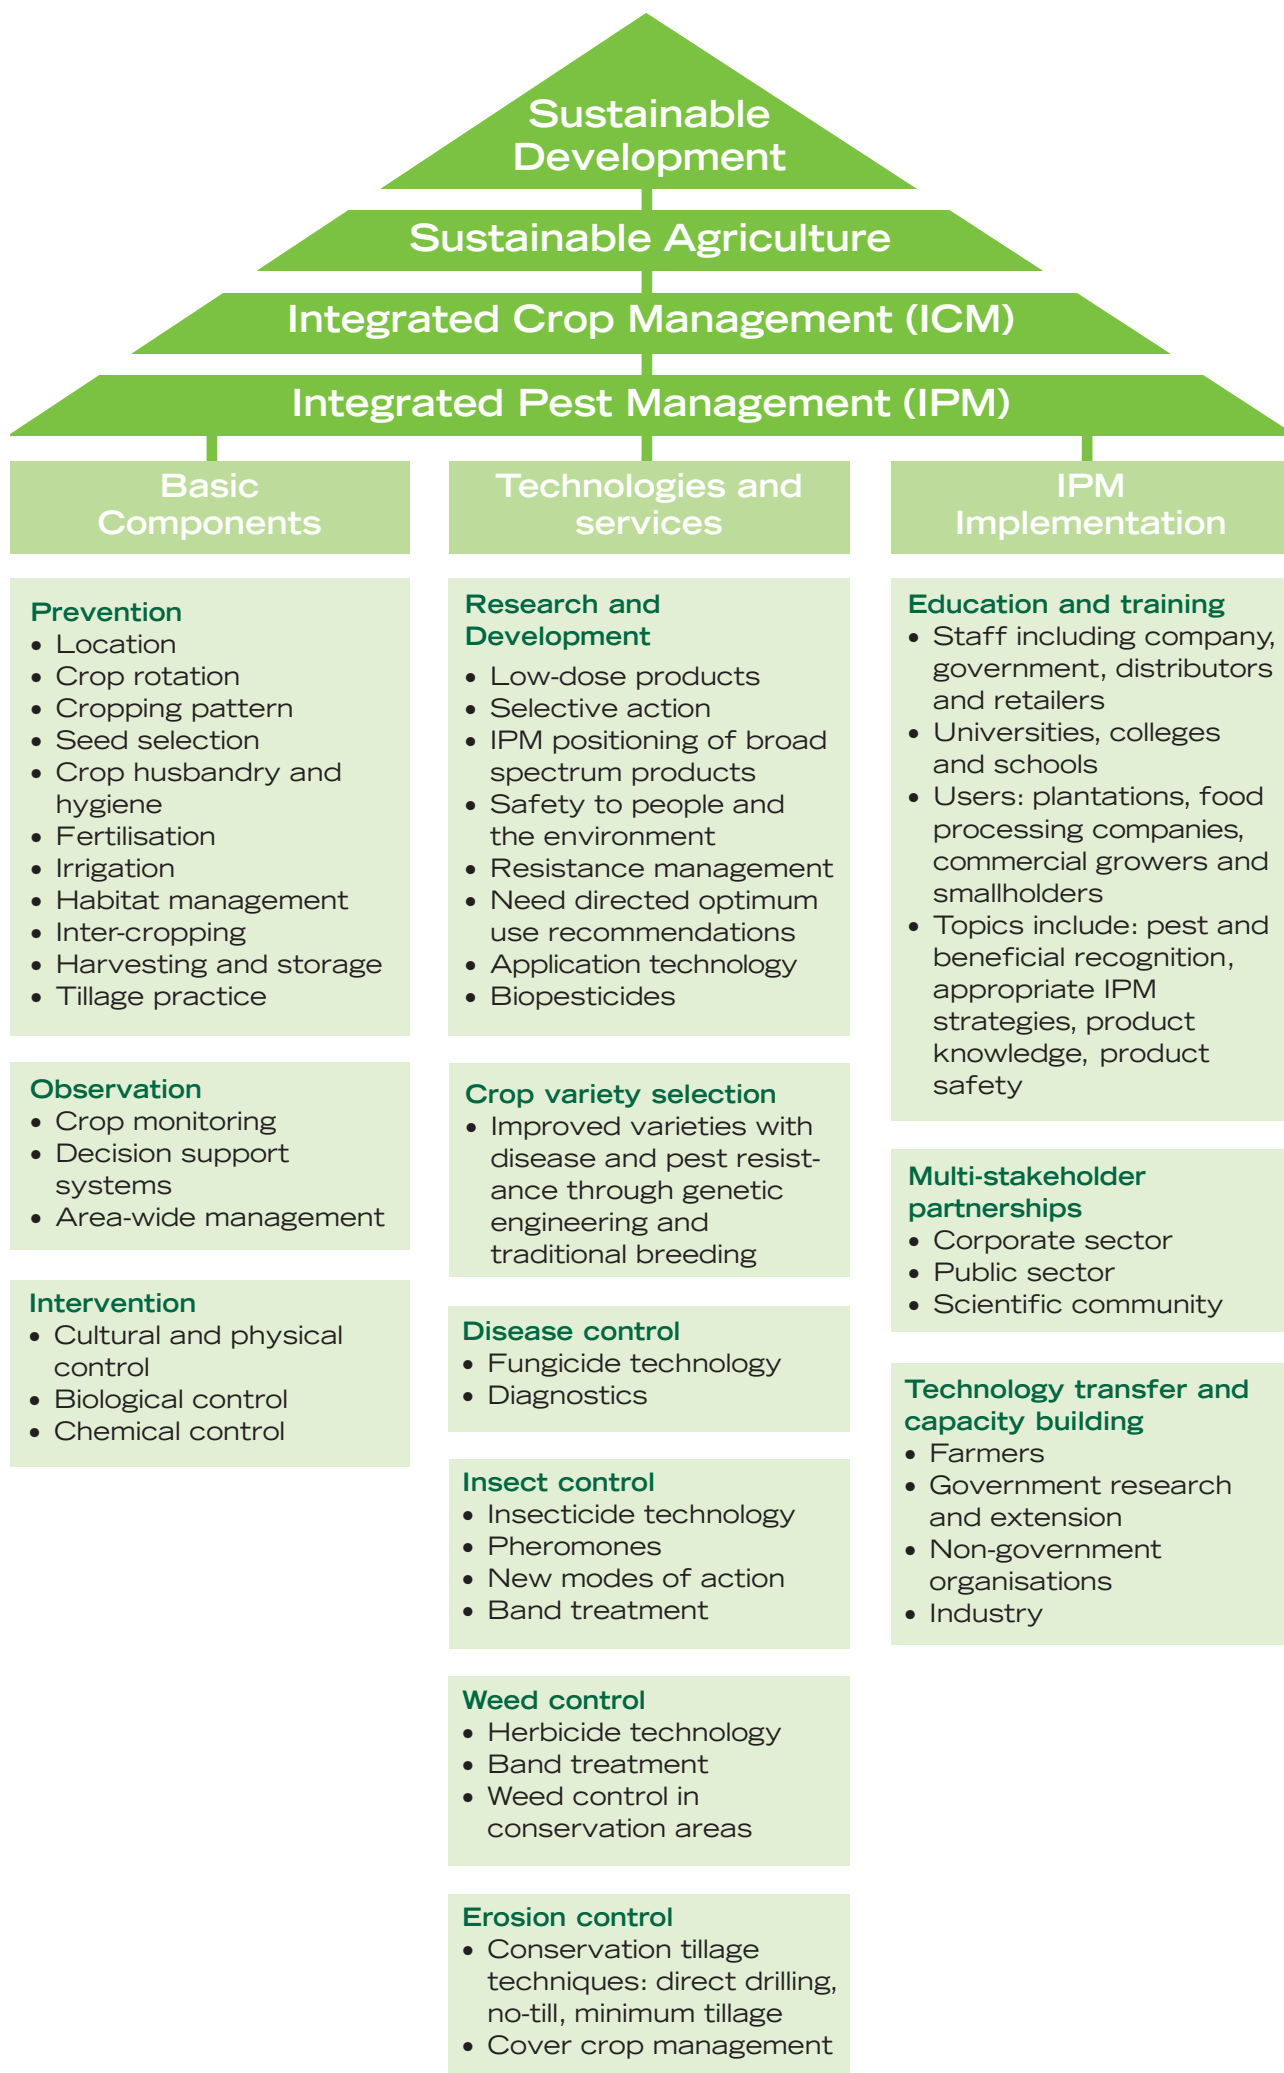 Sustainable
Development
Sustainable Agriculture
Integrated Crop Management (ICM)
Integrated Pest Management (IPM)
Basic
Components
Prevention
• Location
• Crop rotation
• Cropping pattern
• Seed selection
• Crop husbandry and
hygiene
• Fertilisation
• Irrigation
• Habitat management
• Inter-cropping
• Harvesting and storage
• Tillage practice
Observation
• Crop monitoring
• Decision support
systems
• Area-wide management
Intervention
• Cultural and physical
control
• Biological control
• Chemical control
Technologies and
services
Research and
Development
• Low-dose products
• Selective action
• IPM positioning of broad
spectrum products
• Safety to people and
the environment
• Resistance management
• Need directed optimum
use recommendations
• Application technology
• Biopesticides
Crop variety selection
• Improved varieties with
disease and pest resist-
ance through genetic
engineering and
traditional breeding
Disease control
• Fungicide technology
• Diagnostics
Insect control
• Insecticide technology
• Pheromones
• New modes of action
• Band treatment
Weed control
• Herbicide technology
• Band treatment
• Weed control in
conservation areas
Erosion control
• Conservation tillage
techniques: direct drilling,
no-till, minimum tillage
• Cover crop management
IPM
Implementation
Education and training
• Staff including company,
government, distributors
and retailers
• Universities, colleges
and schools
• Users: plantations, food
processing companies,
commercial growers and
smallholders
• Topics include: pest and
beneficial recognition,
appropriate IPM
strategies, product
knowledge, product
safety
Multi-stakeholder
partnerships
• Corporate sector
• Public sector
• Scientific community
Technology transfer and
capacity building
• Farmers
• Government research
and extension
• Non-government
organisations
• Industry